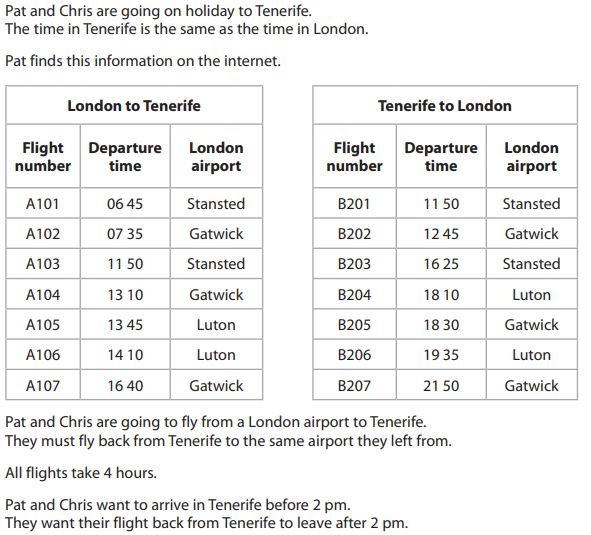 Pat and Chris are going on holiday to Tenerife.
The time in Tenerife is the same as the time in London.
Pat finds this information on the internet.
London to Tenerife
Flight number Departure time London airport
A101 06 45 Stansted
A102 07 35 Gatwick
A103 11 50 Stansted
A104 13 10 Gatwick
A105 13 45 Luton
A106 14 10 Luton
A107 16 40 Gatwick
Tenerife to London
Flight number Departure time London airport
B201 11 50 Stansted
B202 12 45 Gatwick
B203 16 25 Stansted
B204 18 10 Luton
B205 18 30 Gatwick
B206 19 35 Luton
B207 21 50 Gatwick
Pat and Chris are going to fly from a London airport to Tenerife.
They must fly back from Tenerife to the same airport they left from.
All flights take 4 hours.
Pat and Chris want to arrive in Tenerife before 2 pm.
They want their flight back from Tenerife to leave after 2 pm.